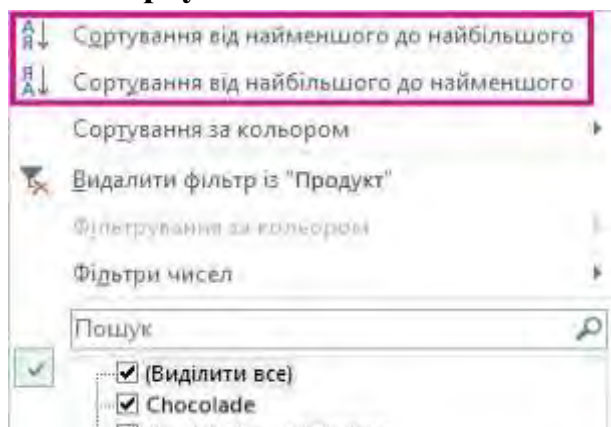 Сортування від найменшого до найбільшого
Сортування від найбільшого до найменшого
Сортування за кольором
Видалити фільтр із "Продукт"
Фільтрування за кольором
Фільтри чисел
Пошук
(Виділити все)
Chocolade